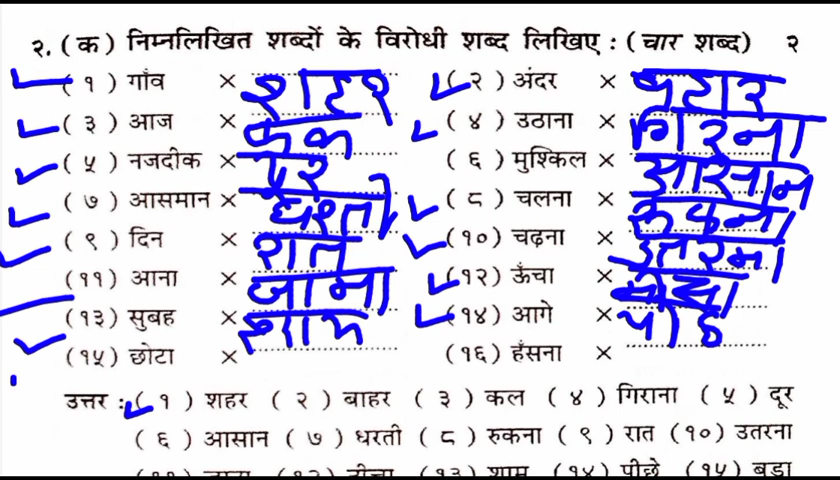 २. (क) निम्नलिखित शब्दों के विरोधी शब्द लिखिए : (चार शब्द) २
(१) गाँव × शहर (२) अंदर × बहार
(३) आज × कल (४) उठाना × गिरना
(५) नजदीक × दूर (६) मुश्किल × आसान
(७) आसमान × धरती (८) चलना × रुकना
(९) दिन × रात (१०) चढ़ना × उतरना
(११) आना × जाना (१२) ऊँचा ×
(१३) सुबह × शाम (१४) आगे ×
(१५) छोटा × (१६) हँसना ×
उत्तर : (१) शहर (२) बाहर (३) कल (४) गिराना (५) दूर
(६) आसान (७) धरती (८) रुकना (९) रात (१०) उतरना
(११) जाना (१२) नीचा (१३) शाम (१४) पीछे (१५) बड़ा